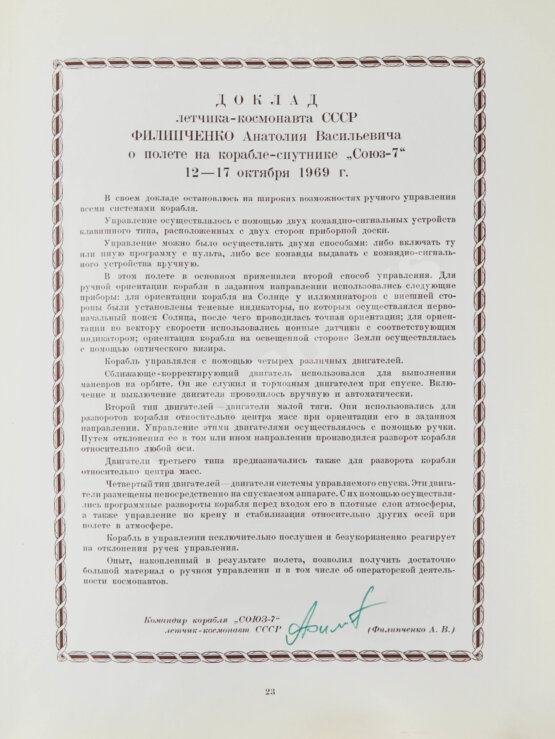 ДОКЛАД
летчика-космонавта СССР
ФИЛИПЧЕНКО Анатолия Васильевича
о полете на корабле-спутнике „Союз-7“
12—17 октября 1969 г.
В своем докладе остановлюсь на широких возможностях ручного управления
всеми системами корабля.
Управление осуществлялось с помощью двух командно-сигнальных устройств
клавишного типа, расположенных с двух сторон приборной доски.
Управление можно было осуществлять двумя способами: либо включать ту
или иную программу с пульта, либо все команды выдавать с командно-сигналь-
ного устройства вручную.
В этом полете в основном применялся второй способ управления. Для
ручной ориентации корабля в заданном направлении использовались следующие
приборы: для ориентации корабля на Солнце у иллюминаторов с внешней сто-
роны были установлены теневые индикаторы, по которым осуществлялся перво-
начальный поиск Солнца, после чего проводилась точная ориентация; для ориен-
тации по вектору скорости использовались ионные датчики с соответствующим
индикатором; ориентация корабля на освещенной стороне Земли осуществлялась
с помощью оптического визира.
Корабль управлялся с помощью четырех различных двигателей.
Сближающе-корректирующий двигатель использовался для выполнения
маневров на орбите. Он же служил и тормозным двигателем при спуске. Вклю-
чение и выключение двигателя проводилось вручную и автоматически.
Второй тип двигателей—двигатели малой тяги. Они использовались для
разворотов корабля относительно центра масс при ориентации его в заданном
направлении. Управление этими двигателями осуществлялось с помощью ручки.
Путем отклонения ее в том или ином направлении производился разворот корабля
относительно любой оси.
Двигатели третьего типа предназначались также для разворота корабля
относительно центра масс.
Четвертый тип двигателей—двигатели системы управляемого спуска. Эти двига-
тели размещены непосредственно на спускаемом аппарате. С их помощью осуществля-
лись программные развороты корабля перед входом его в плотные слои атмосферы,
а также управление по крену и стабилизация относительно других осей при
полете в атмосфере.
Корабль в управлении исключительно послушен и безукоризненно реагирует
на отклонения ручек управления.
Опыт, накопленный в результате полета, позволил получить достаточно
большой материал о ручном управлении и в том числе об операторской деятель-
ности космонавтов.
Командир корабля „СОЮЗ-7“
летчик-космонавт СССР (Филипченко А. В.)
23